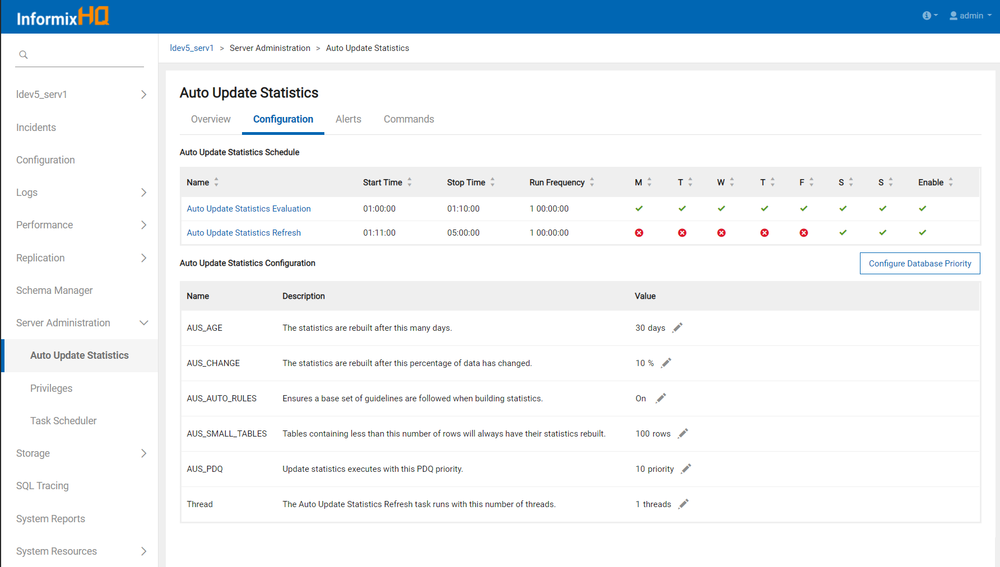 InformixHQ
admin
ldev5_serv1 > Server Administration > Auto Update Statistics
ldev5_serv1
Incidents
Configuration
Logs
Performance
Replication
Schema Manager
Server Administration
Auto Update Statistics
Privileges
Task Scheduler
Storage
SQL Tracing
System Reports
System Resources
Auto Update Statistics
Overview Configuration Alerts Commands
Auto Update Statistics Schedule
Name Start Time Stop Time Run Frequency M T W T F S S Enable
Auto Update Statistics Evaluation 01:00:00 01:10:00 1 00:00:00
Auto Update Statistics Refresh 01:11:00 05:00:00 1 00:00:00
Auto Update Statistics Configuration Configure Database Priority
Name Description Value
AUS_AGE The statistics are rebuilt after this many days. 30 days
AUS_CHANGE The statistics are rebuilt after this percentage of data has changed. 10 %
AUS_AUTO_RULES Ensures a base set of guidelines are followed when building statistics. On
AUS_SMALL_TABLES Tables containing less than this number of rows will always have their statistics rebuilt. 100 rows
AUS_PDQ Update statistics executes with this PDQ priority. 10 priority
Thread The Auto Update Statistics Refresh task runs with this number of threads. 1 threads